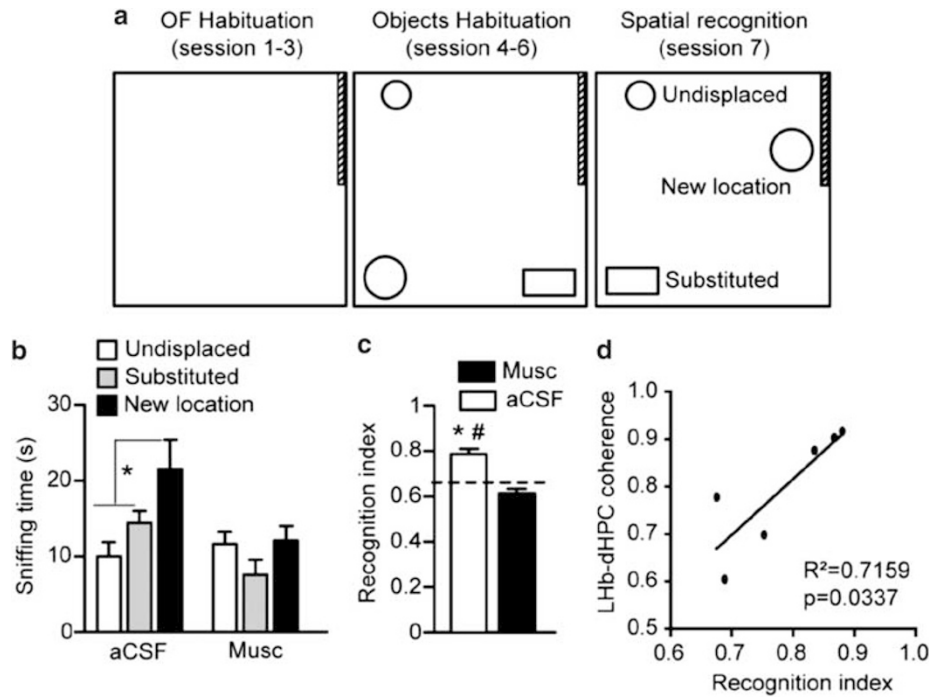 a
OF Habituation
(session 1-3)
Objects Habituation
(session 4-6)
Spatial recognition
(session 7)
Undisplaced
New location
Substituted
b
Undisplaced
Substituted
New location
30
20
10
0
Sniffing time (s)
*
aCSF
Musc
c
Musc
aCSF
1
0.8
0.6
0.4
0.2
0
Recognition index
* #
d
1.0
0.9
0.8
0.7
0.6
0.5
LHb-dHPC coherence
R²=0.7159
p=0.0337
0.6 0.7 0.8 0.9 1.0
Recognition index